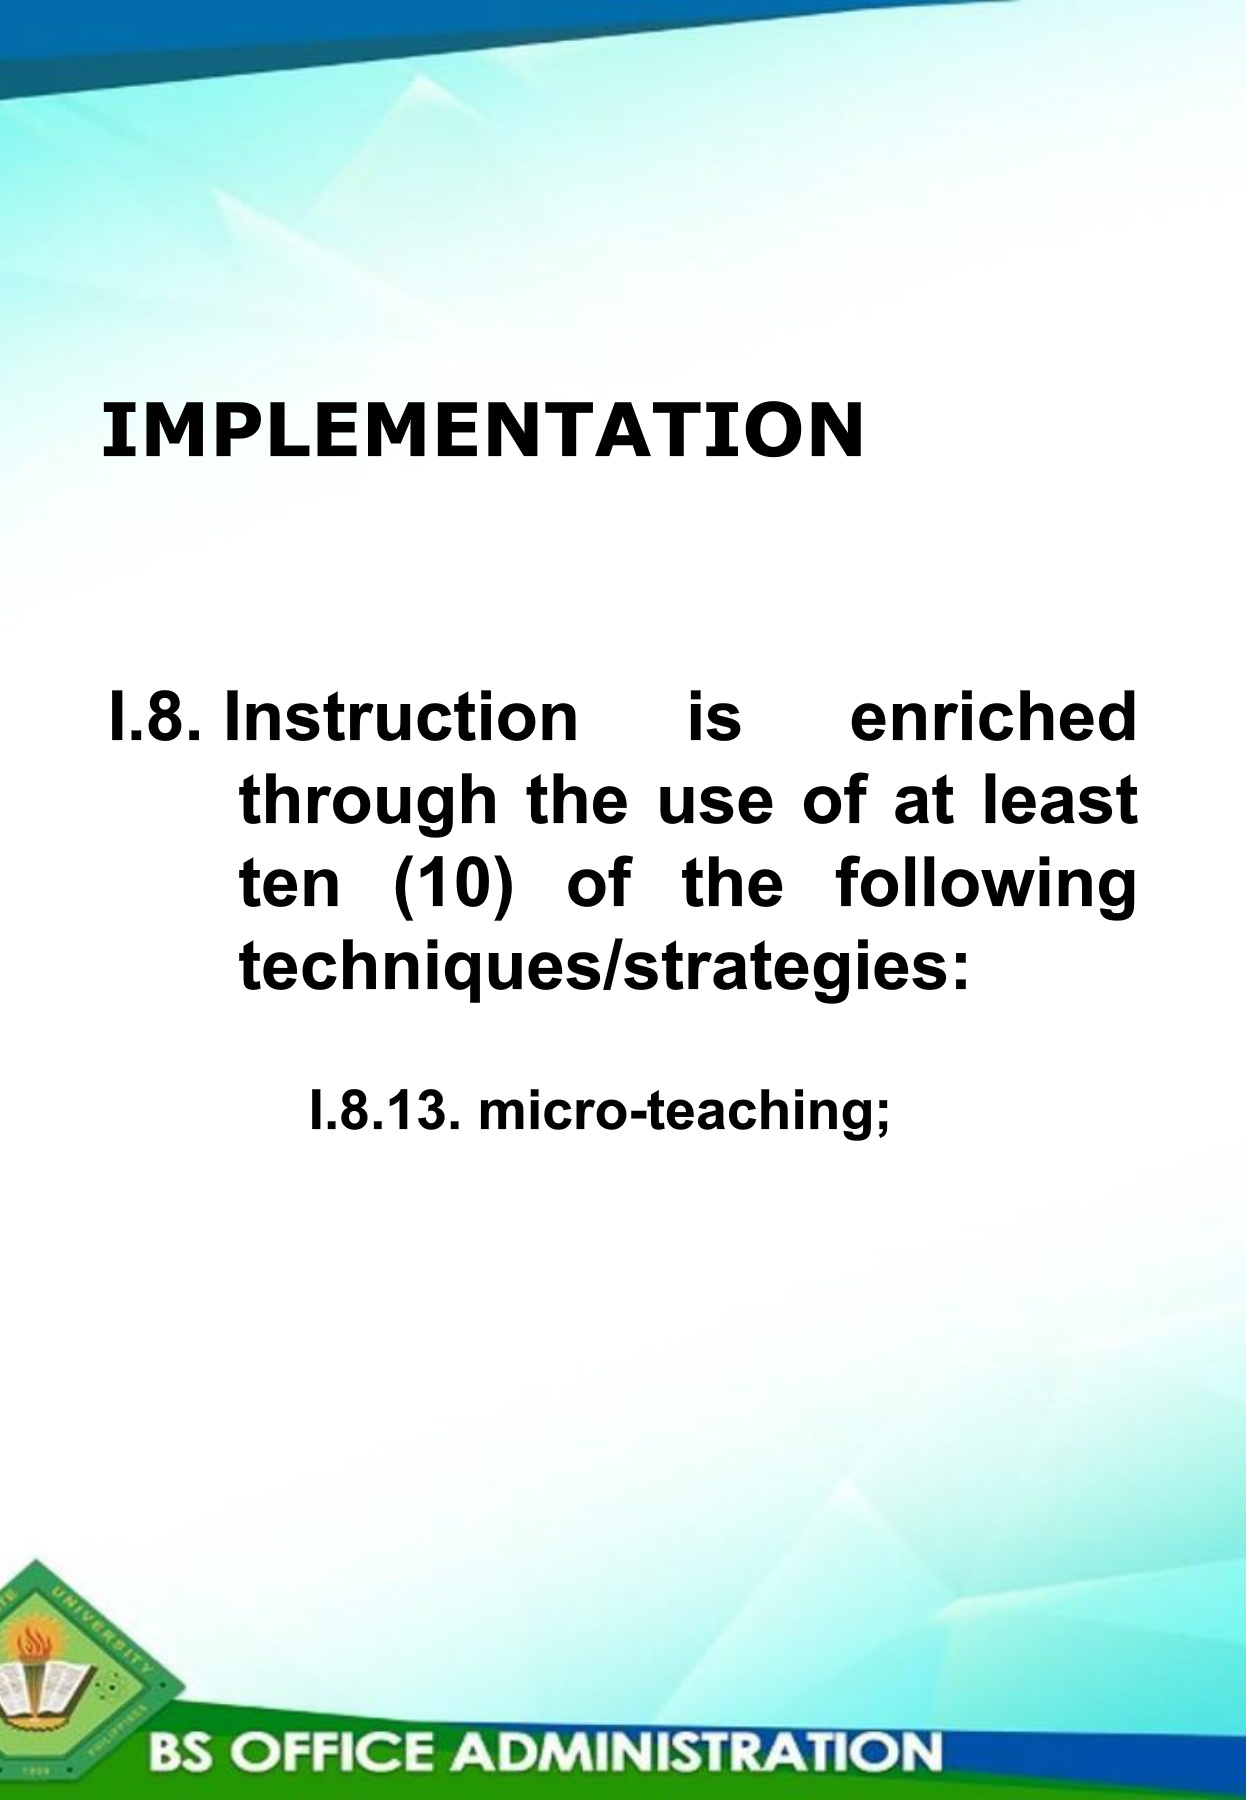 IMPLEMENTATION
I.8. Instruction is enriched
through the use of at least
ten (10) of the following
techniques/strategies:
I.8.13. micro-teaching;
UNIVERSITY
PHILIPPINES
BS OFFICE ADMINISTRATION